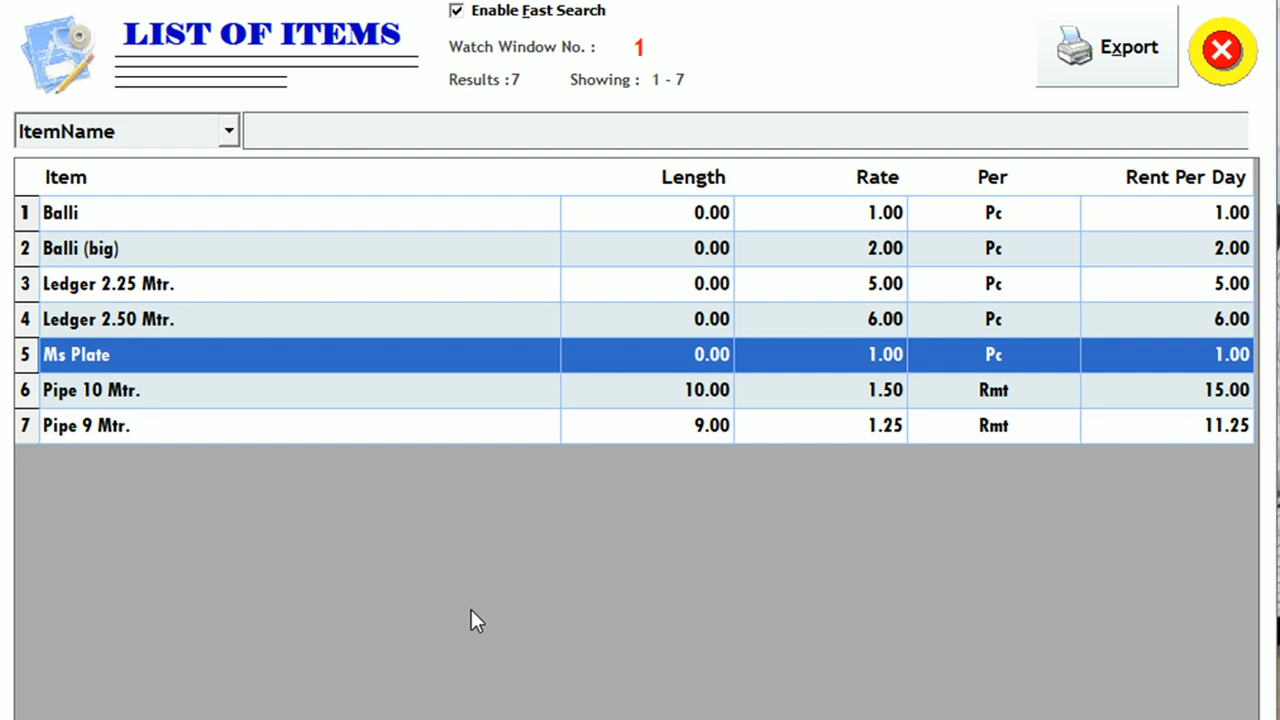 LIST OF ITEMS
Enable Fast Search
Watch Window No. : 1
Results :7 Showing : 1 - 7
Export
ItemName
Item Length Rate Per Rent Per Day
1 Balli 0.00 1.00 Pc 1.00
2 Balli (big) 0.00 2.00 Pc 2.00
3 Ledger 2.25 Mtr. 0.00 5.00 Pc 5.00
4 Ledger 2.50 Mtr. 0.00 6.00 Pc 6.00
5 Ms Plate 0.00 1.00 Pc 1.00
6 Pipe 10 Mtr. 10.00 1.50 Rmt 15.00
7 Pipe 9 Mtr. 9.00 1.25 Rmt 11.25